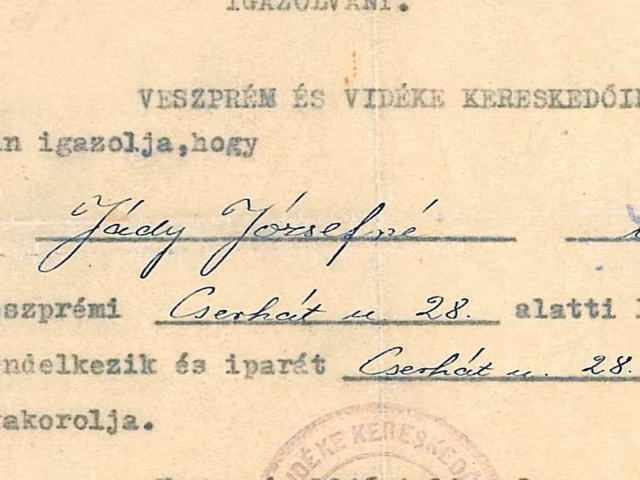 IGAZOLVÁNY.
VESZPRÉM ÉS VIDÉKE KERESKEDŐI
igazolja, hogy
Jády Józsefné
szprémi Cserhát u 28. alatti
ndelkezik és iparát Cserhát u. 28.
akorolja.
VIDÉKE KERESKED